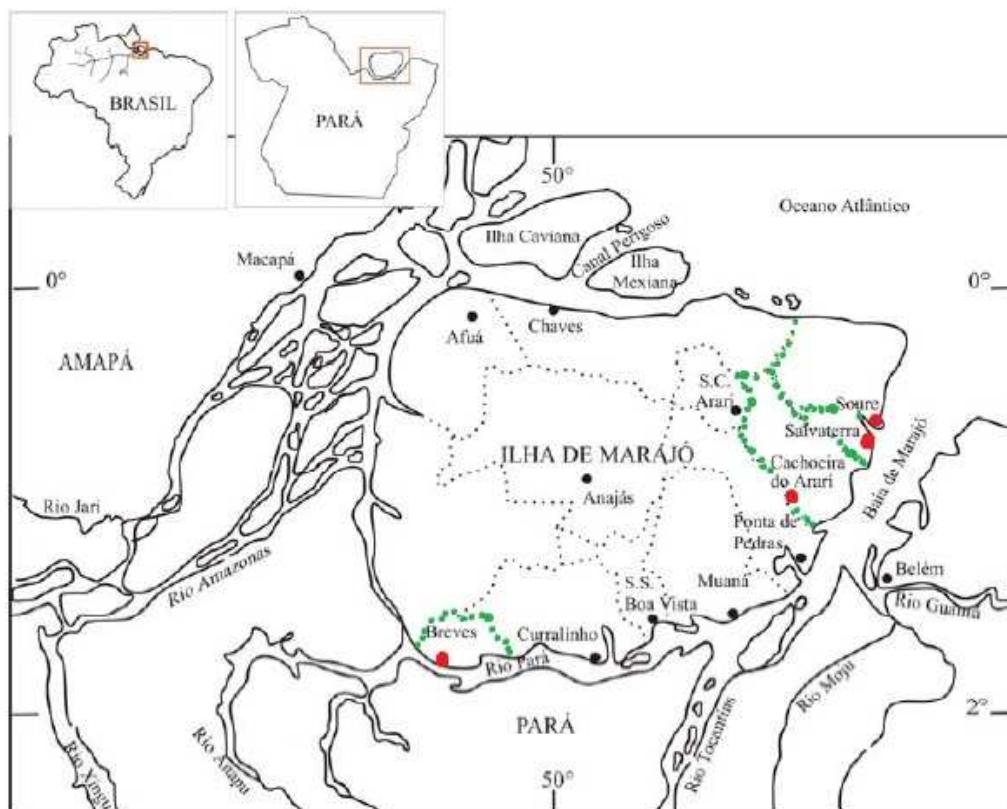 BRASIL
PARÁ
50°
Oceano Atlântico
Ilha Caviana
Canal Perigoso
Ilha
Mexiana
Macapá
0°
0°
Afuá
Chaves
AMAPÁ
S.C.
Arari
Soure
Salvaterra
ILHA DE MARAJÓ
Cachoeira
do Arari
Baia de Marajó
Anajás
Rio Jari
Ponta de
Pedras
Rio Amazonas
S.S.
Boa Vista
Muaná
Belém
Rio Guamá
Breves
Curralinho
Rio Pará
Rio Moju
PARÁ
2°
Rio Tocantins
Rio Xingu
Rio Anapu
50°